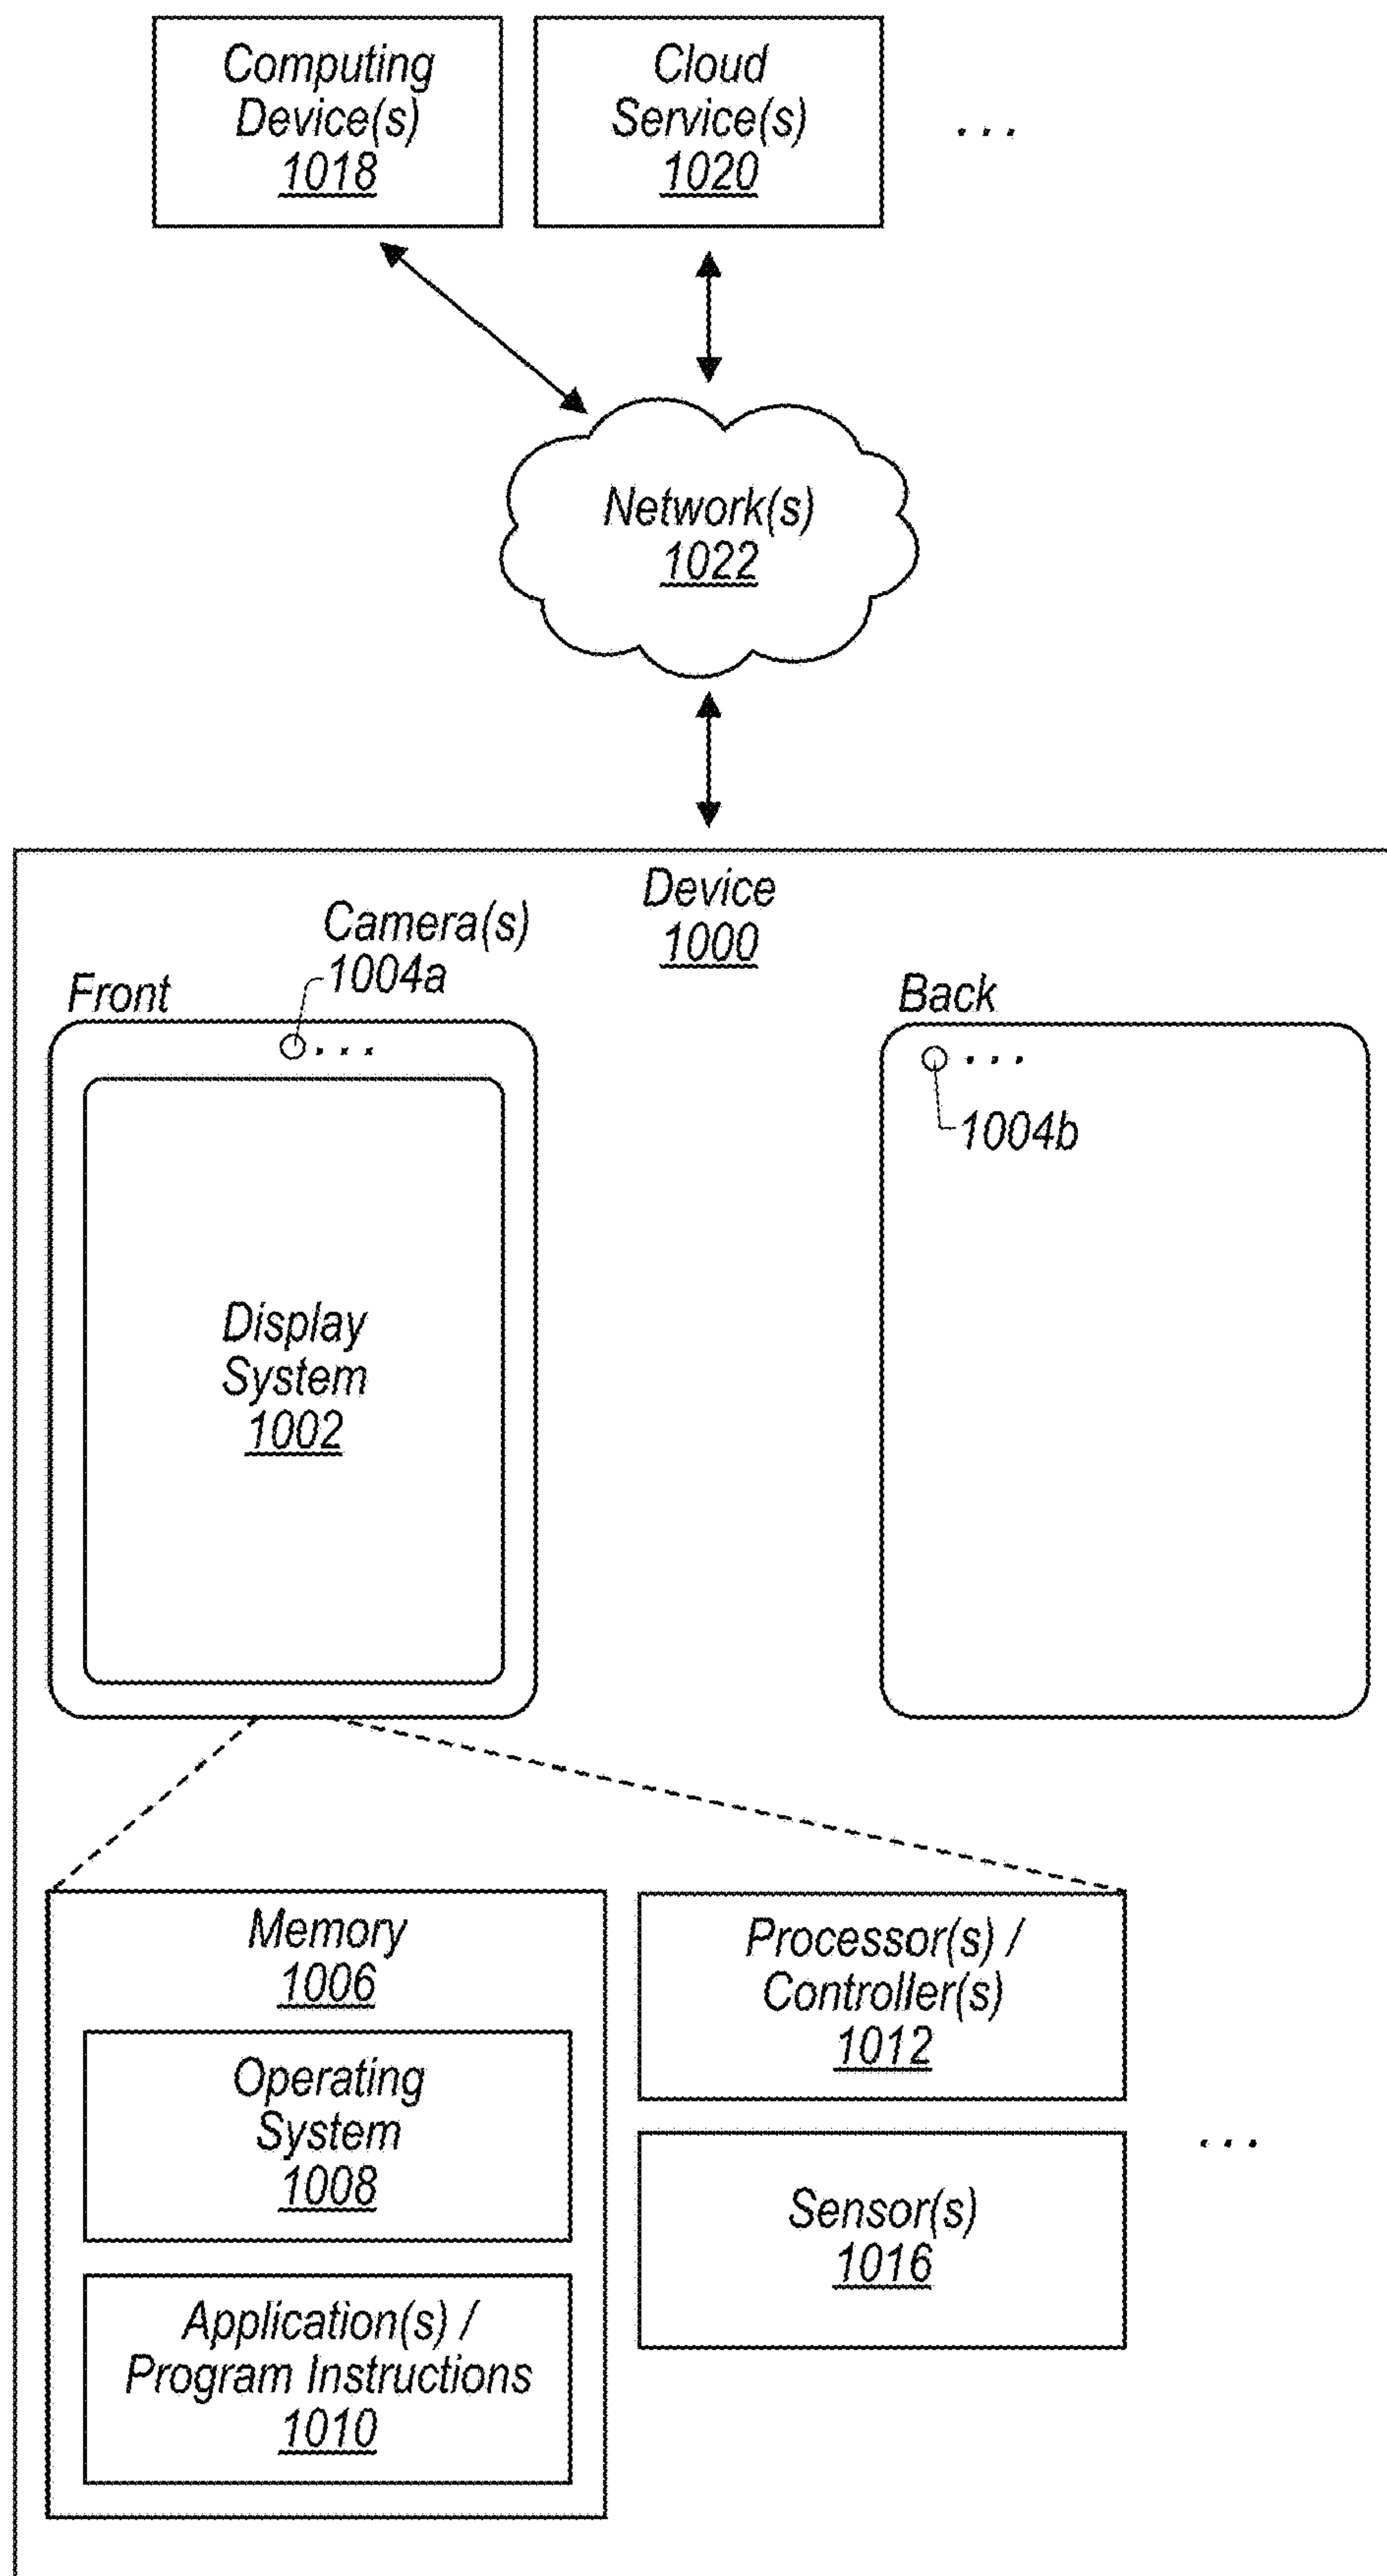 Computing
Device(s)
1018
Cloud
Service(s)
1020
. . .
Network(s)
1022
Device
1000
Camera(s)
1004a
Front
. . .
Back
. . .
1004b
Display
System
1002
Memory
1006
Operating
System
1008
Application(s) /
Program Instructions
1010
Processor(s) /
Controller(s)
1012
Sensor(s)
1016
. . .